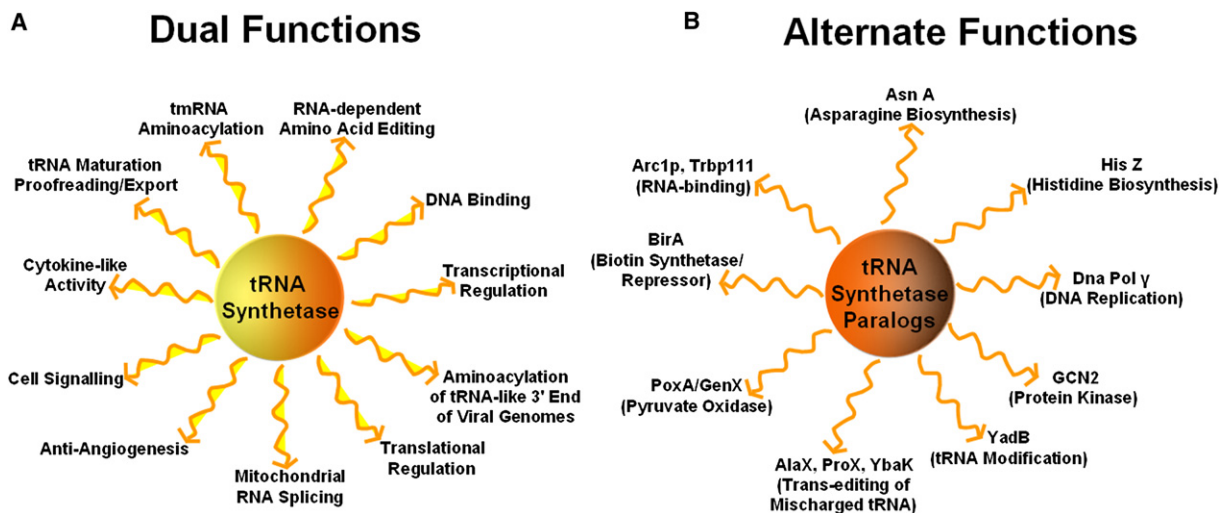 A
Dual Functions
tmRNA
Aminoacylation
RNA-dependent
Amino Acid Editing
tRNA Maturation
Proofreading/Export
DNA Binding
Cytokine-like
Activity
tRNA
Synthetase
Transcriptional
Regulation
Cell Signalling
Aminoacylation
of tRNA-like 3' End
of Viral Genomes
Anti-Angiogenesis
Mitochondrial
RNA Splicing
Translational
Regulation
B
Alternate Functions
Asn A
(Asparagine Biosynthesis)
Arc1p, Trbp111
(RNA-binding)
His Z
(Histidine Biosynthesis)
BirA
(Biotin Synthetase/
Repressor)
tRNA
Synthetase
Paralogs
Dna Pol γ
(DNA Replication)
PoxA/GenX
(Pyruvate Oxidase)
GCN2
(Protein Kinase)
AlaX, ProX, YbaK
(Trans-editing of
Mischarged tRNA)
YadB
(tRNA Modification)